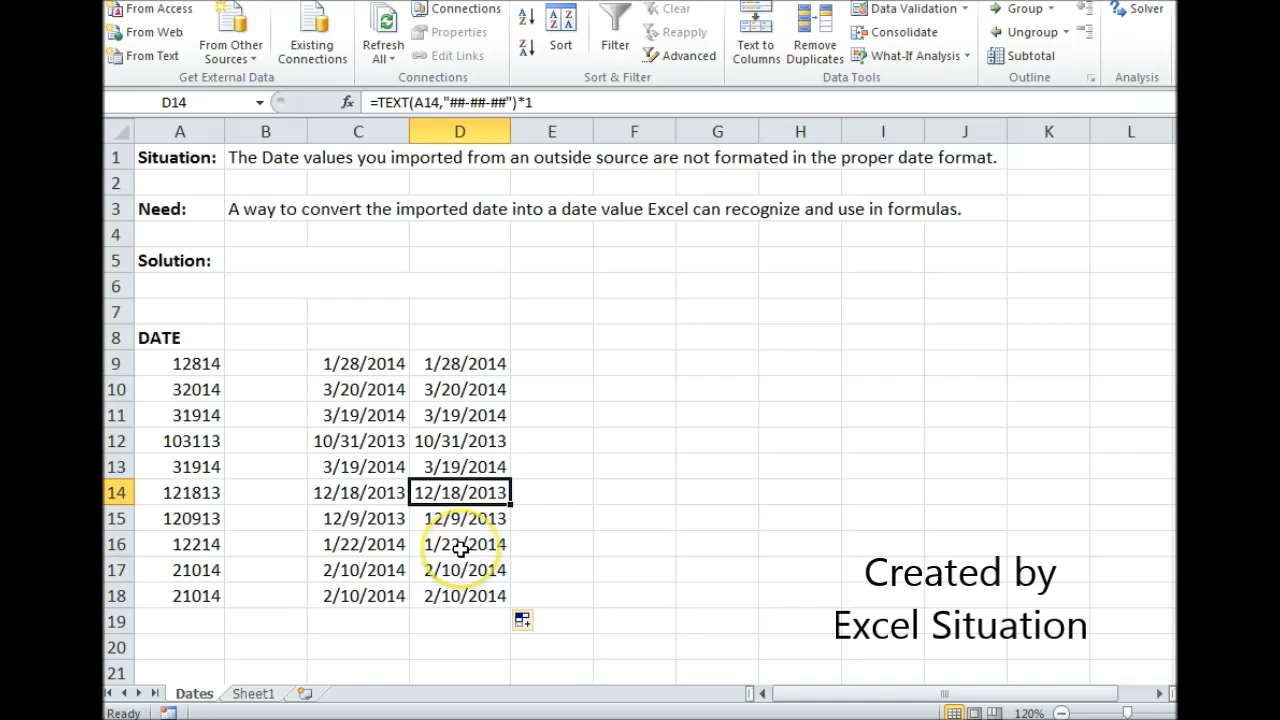 From Access
From Web
From Text
From Other
Sources
Existing
Connections
Get External Data
Refresh
All
Connections
Properties
Edit Links
Connections
Sort
Filter
Clear
Reapply
Advanced
Sort & Filter
Text to
Columns
Remove
Duplicates
Data Validation
Consolidate
What-If Analysis
Data Tools
Group
Ungroup
Subtotal
Outline
Solver
Analysis
D14 fx =TEXT(A14,"##-##-##")*1
A B C D E F G H I J K L
1 Situation: The Date values you imported from an outside source are not formated in the proper date format.
2
3 Need: A way to convert the imported date into a date value Excel can recognize and use in formulas.
4
5 Solution:
6
7
8 DATE
9 12814 1/28/2014 1/28/2014
10 32014 3/20/2014 3/20/2014
11 31914 3/19/2014 3/19/2014
12 103113 10/31/2013 10/31/2013
13 31914 3/19/2014 3/19/2014
14 121813 12/18/2013 12/18/2013
15 120913 12/9/2013 12/9/2013
16 12214 1/22/2014 1/22/2014
17 21014 2/10/2014 2/10/2014
18 21014 2/10/2014 2/10/2014
19
20
21
Created by
Excel Situation
Dates Sheet1
Ready 120%